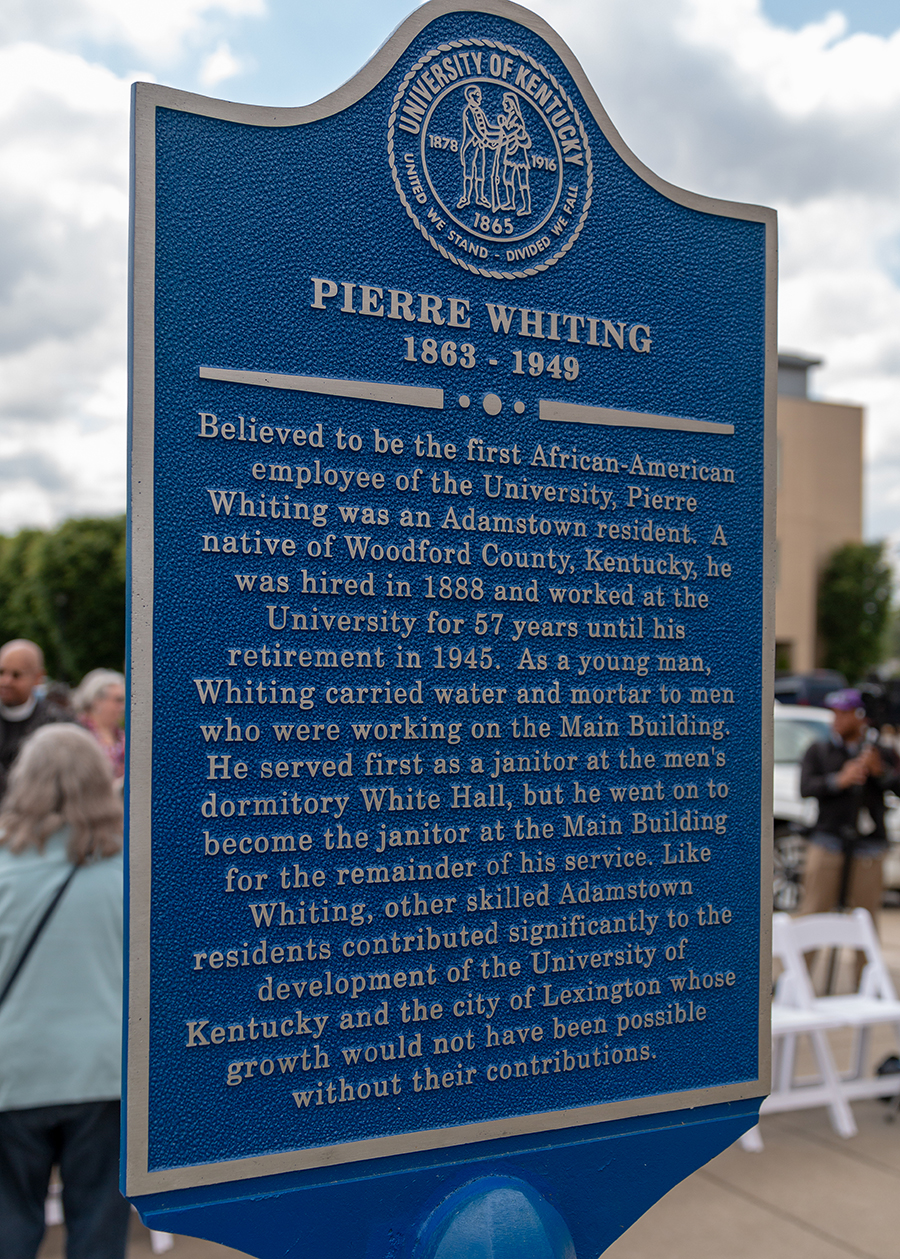 UNIVERSITY OF KENTUCKY
1878
1916
1865
UNITED WE STAND - DIVIDED WE FALL
PIERRE WHITING
1863 - 1949
Believed to be the first African-American
employee of the University, Pierre
Whiting was an Adamstown resident. A
native of Woodford County, Kentucky, he
was hired in 1888 and worked at the
University for 57 years until his
retirement in 1945. As a young man,
Whiting carried water and mortar to men
who were working on the Main Building.
He served first as a janitor at the men's
dormitory White Hall, but he went on to
become the janitor at the Main Building
for the remainder of his service. Like
Whiting, other skilled Adamstown
residents contributed significantly to the
development of the University of
Kentucky and the city of Lexington whose
growth would not have been possible
without their contributions.